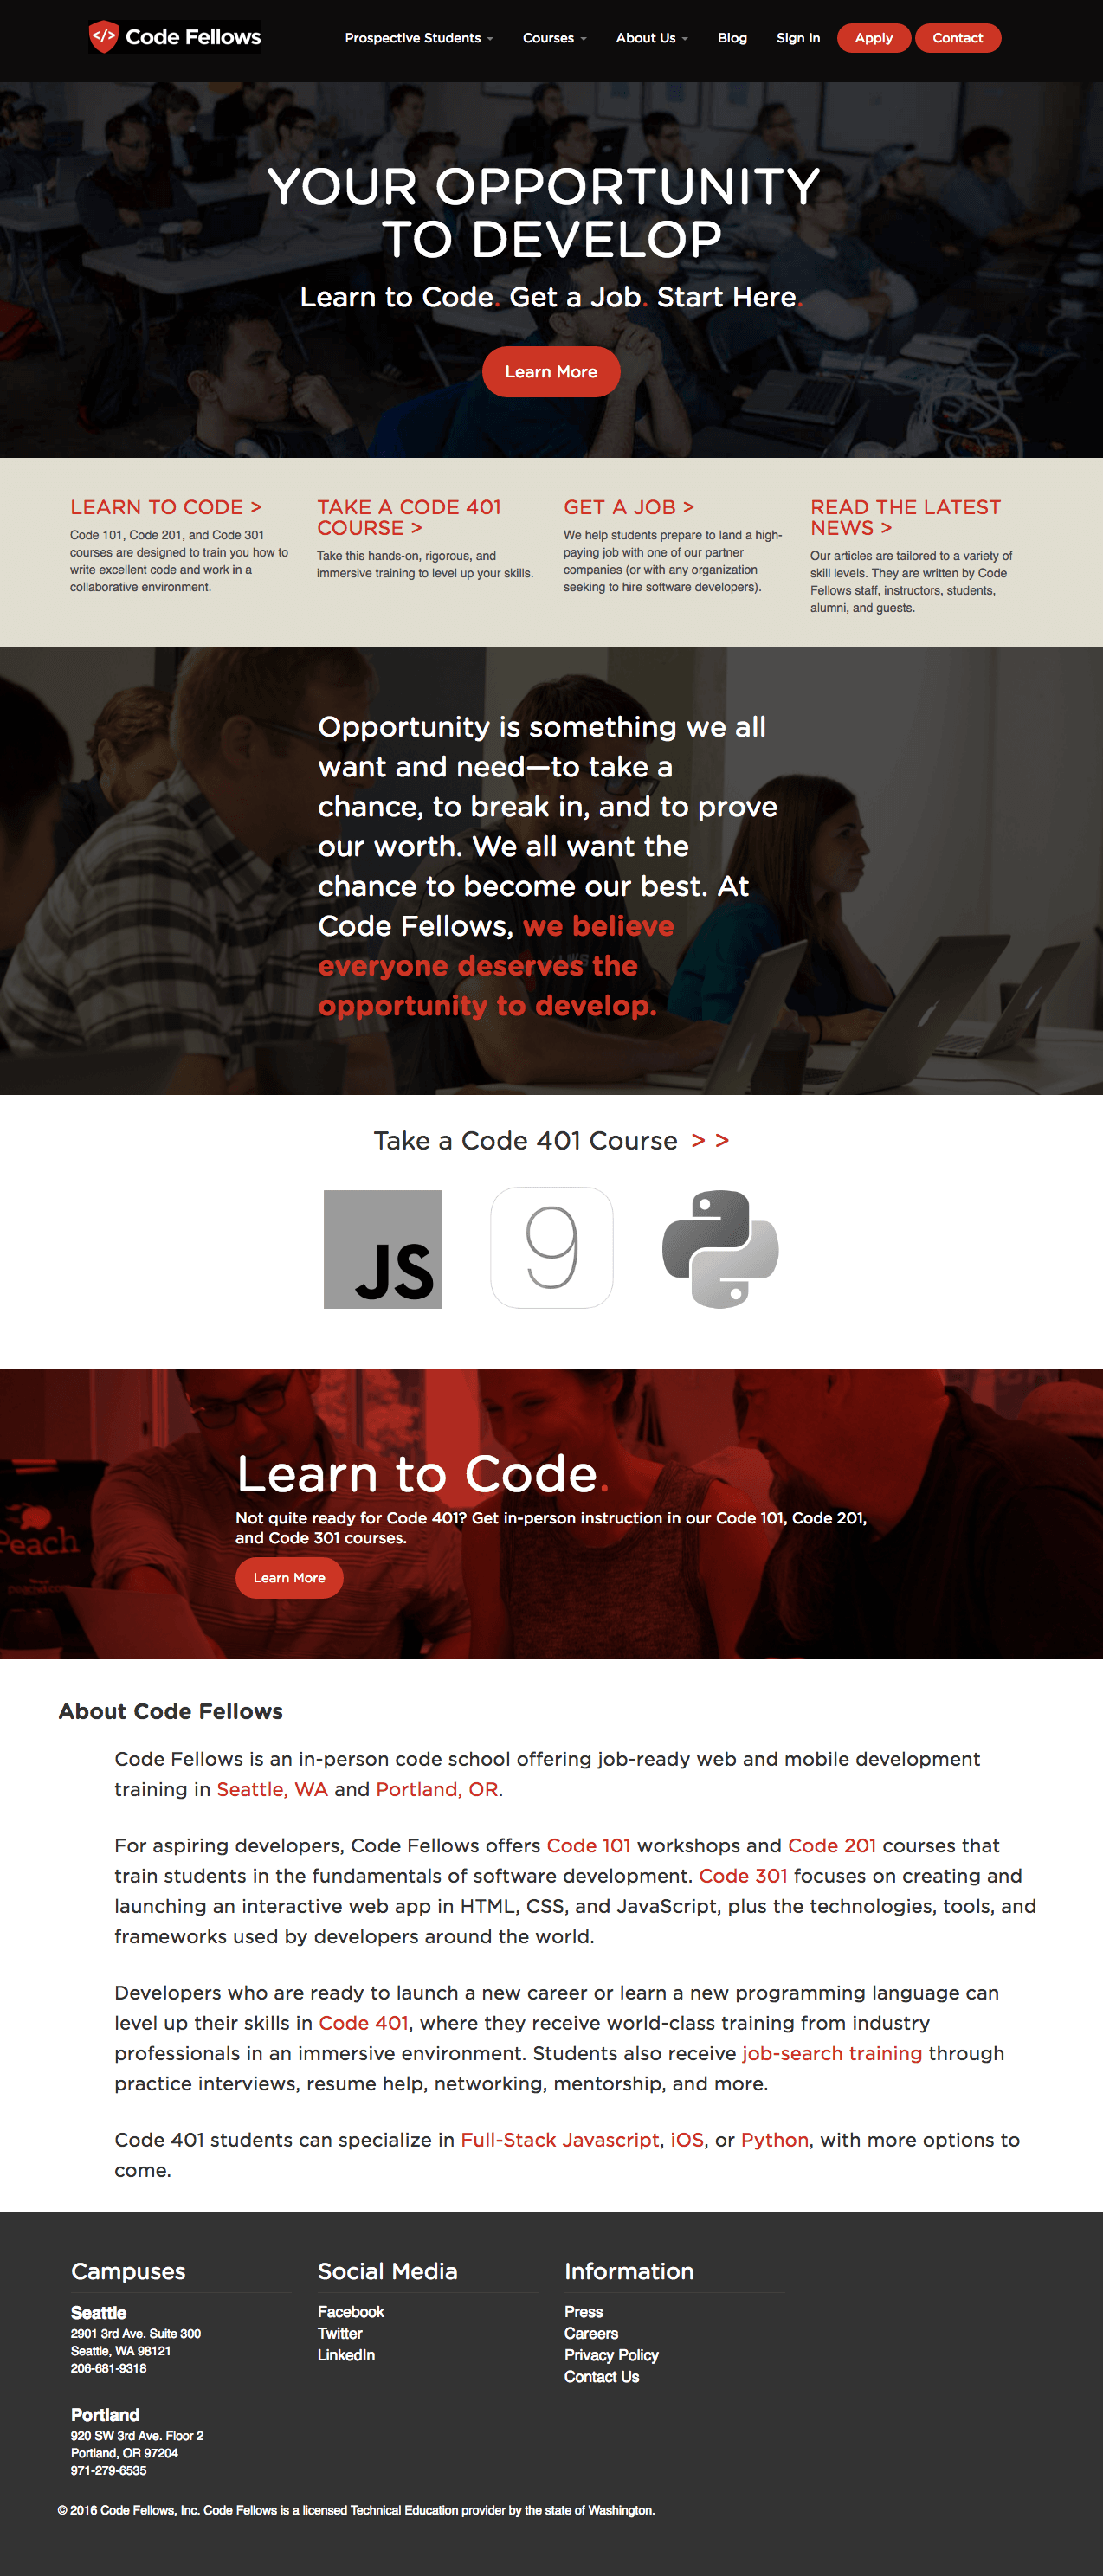 Code Fellows
Prospective Students
Courses
About Us
Blog
Sign In
Apply
Contact
YOUR OPPORTUNITY
TO DEVELOP
Learn to Code. Get a Job. Start Here.
Learn More
LEARN TO CODE >
Code 101, Code 201, and Code 301
courses are designed to train you how to
write excellent code and work in a
collaborative environment.
TAKE A CODE 401
COURSE >
Take this hands-on, rigorous, and
immersive training to level up your skills.
GET A JOB >
We help students prepare to land a high-
paying job with one of our partner
companies (or with any organization
seeking to hire software developers).
READ THE LATEST
NEWS >
Our articles are tailored to a variety of
skill levels. They are written by Code
Fellows staff, instructors, students,
alumni, and guests.
Opportunity is something we all
want and need—to take a
chance, to break in, and to prove
our worth. We all want the
chance to become our best. At
Code Fellows, we believe
everyone deserves the
opportunity to develop.
Take a Code 401 Course > >
JS
9
Learn to Code.
Not quite ready for Code 401? Get in-person instruction in our Code 101, Code 201,
and Code 301 courses.
Learn More
Peach
About Code Fellows
Code Fellows is an in-person code school offering job-ready web and mobile development
training in Seattle, WA and Portland, OR.
For aspiring developers, Code Fellows offers Code 101 workshops and Code 201 courses that
train students in the fundamentals of software development. Code 301 focuses on creating and
launching an interactive web app in HTML, CSS, and JavaScript, plus the technologies, tools, and
frameworks used by developers around the world.
Developers who are ready to launch a new career or learn a new programming language can
level up their skills in Code 401, where they receive world-class training from industry
professionals in an immersive environment. Students also receive job-search training through
practice interviews, resume help, networking, mentorship, and more.
Code 401 students can specialize in Full-Stack Javascript, iOS, or Python, with more options to
come.
Campuses
Seattle
2901 3rd Ave. Suite 300
Seattle, WA 98121
206-681-9318
Portland
920 SW 3rd Ave. Floor 2
Portland, OR 97204
971-279-6535
Social Media
Facebook
Twitter
LinkedIn
Information
Press
Careers
Privacy Policy
Contact Us
© 2016 Code Fellows, Inc. Code Fellows is a licensed Technical Education provider by the state of Washington.